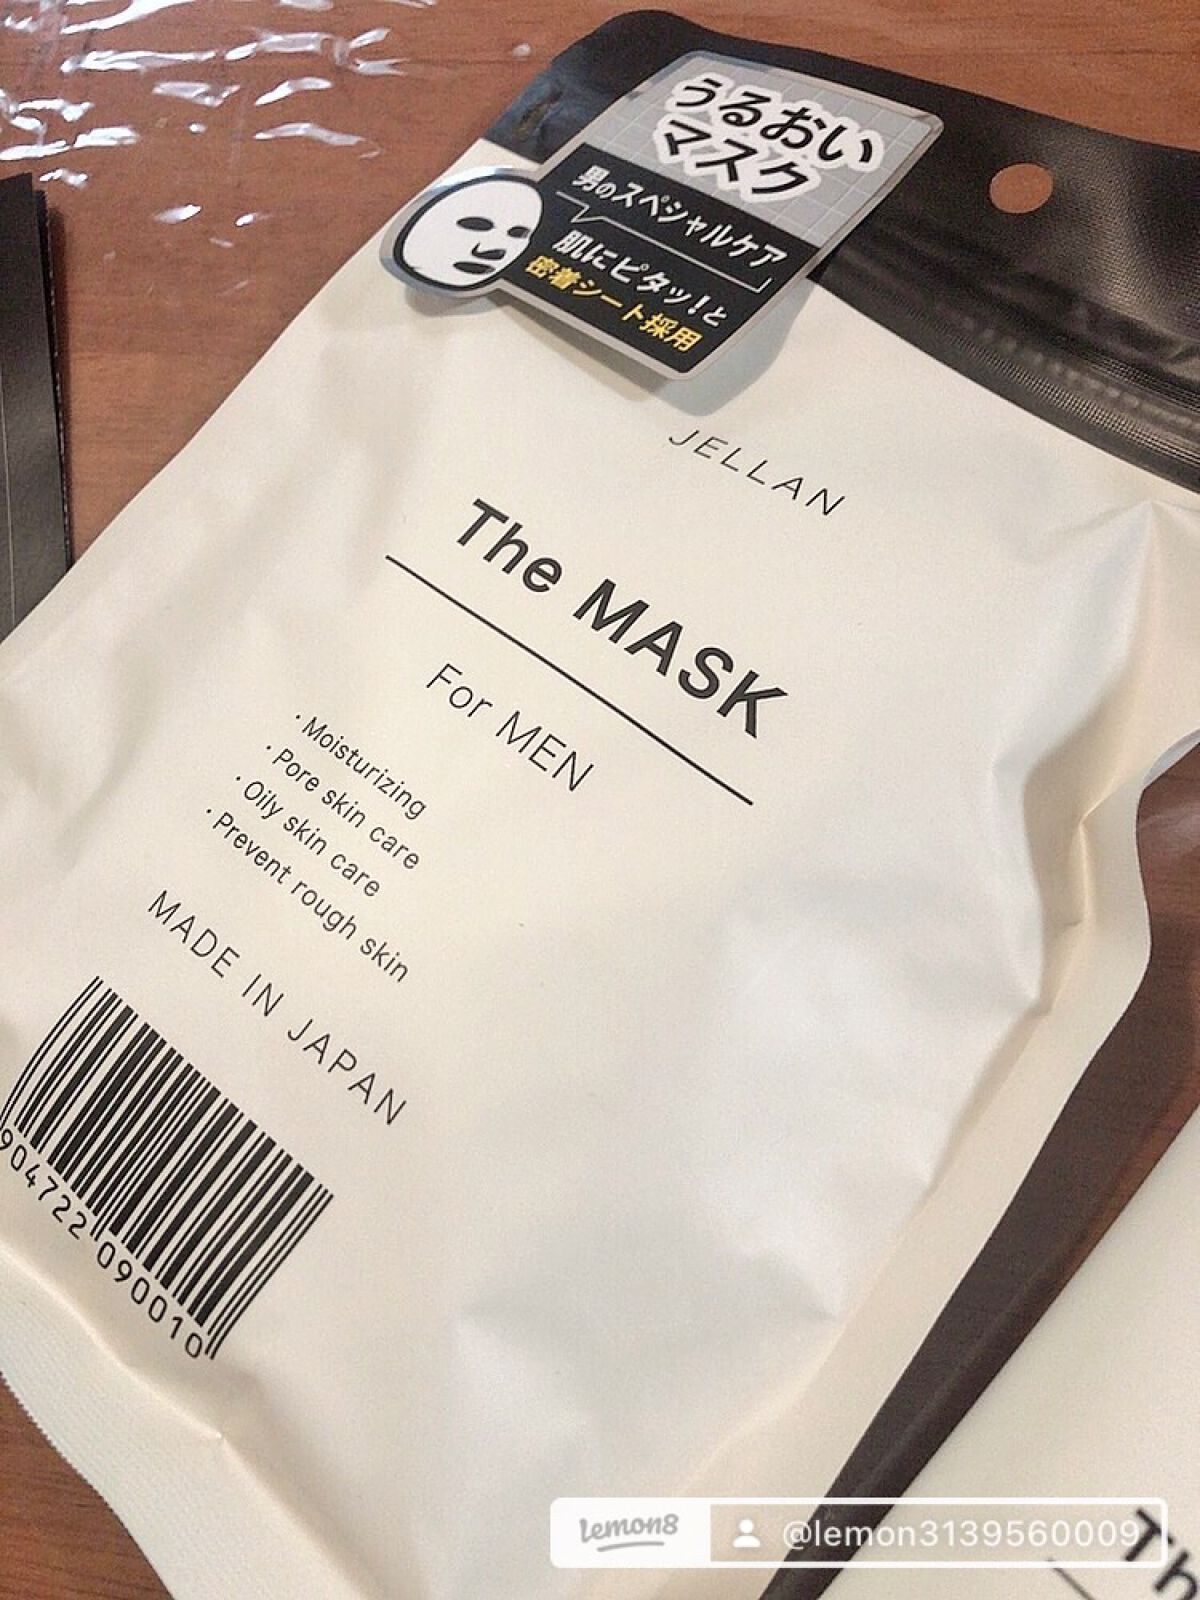 うるおい
マスク
男のスペシャルケア
肌にピタッ!と
密着シート採用
JELLAN
The MASK
For MEN
・Moisturizing
・Pore skin care
・Oily skin care
・Prevent rough skin
MADE IN JAPAN
904722 090010
lemon8 @lemon3139560009
Th